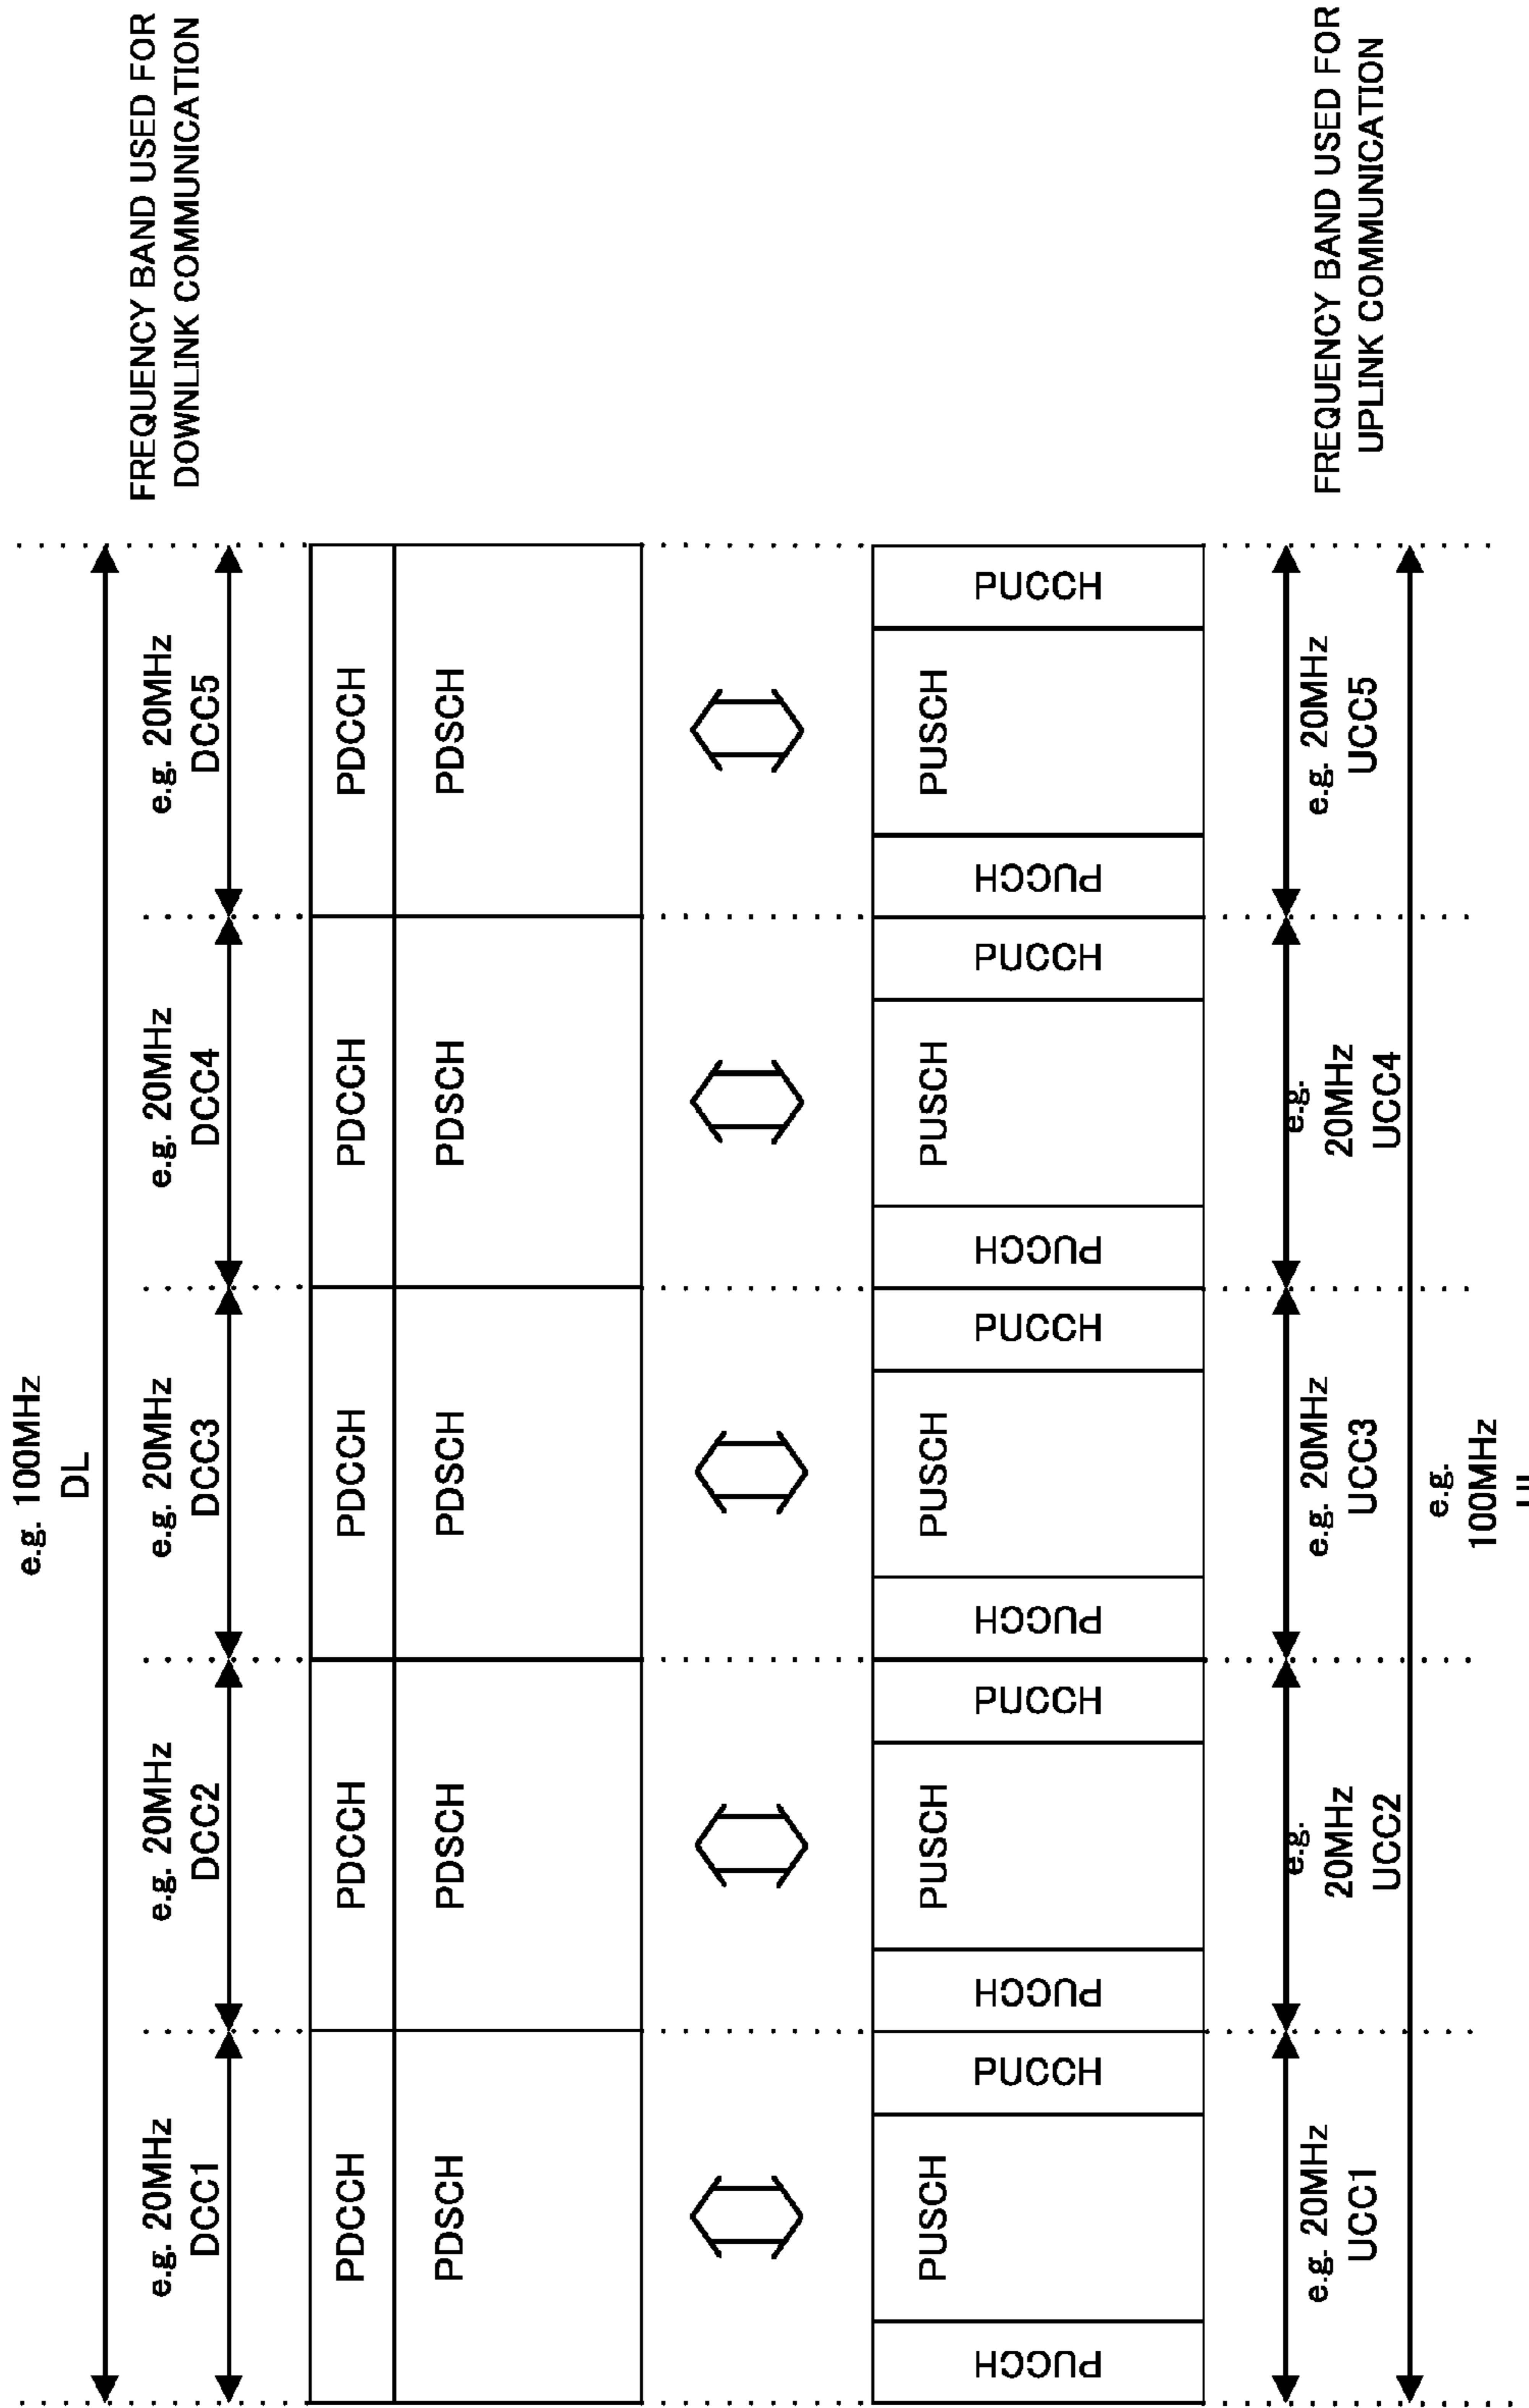 e.g. 100MHz
DL
FREQUENCY BAND USED FOR
DOWNLINK COMMUNICATION
e.g. 20MHz
DCC1
e.g. 20MHz
DCC2
e.g. 20MHz
DCC3
e.g. 20MHz
DCC4
e.g. 20MHz
DCC5
PDCCH
PDCCH
PDCCH
PDCCH
PDCCH
PDSCH
PDSCH
PDSCH
PDSCH
PDSCH
PUCCH
PUSCH
PUCCH
PUCCH
PUSCH
PUCCH
PUCCH
PUSCH
PUCCH
PUCCH
PUSCH
PUCCH
PUCCH
PUSCH
PUCCH
e.g. 20MHz
UCC1
e.g.
20MHz
UCC2
e.g. 20MHz
UCC3
e.g.
20MHz
UCC4
e.g. 20MHz
UCC5
FREQUENCY BAND USED FOR
UPLINK COMMUNICATION
e.g.
100MHz